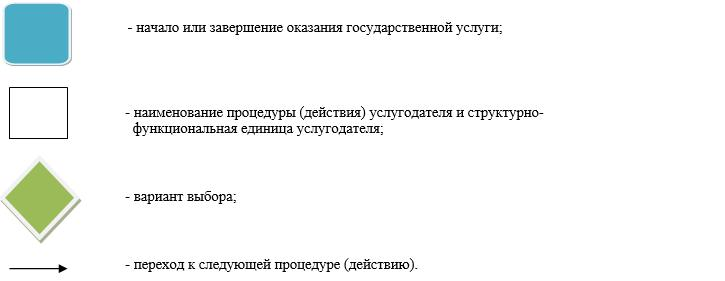 - начало или завершение оказания государственной услуги;
- наименование процедуры (действия) услугодателя и структурно-
функциональная единица услугодателя;
- вариант выбора;
- переход к следующей процедуре (действию).